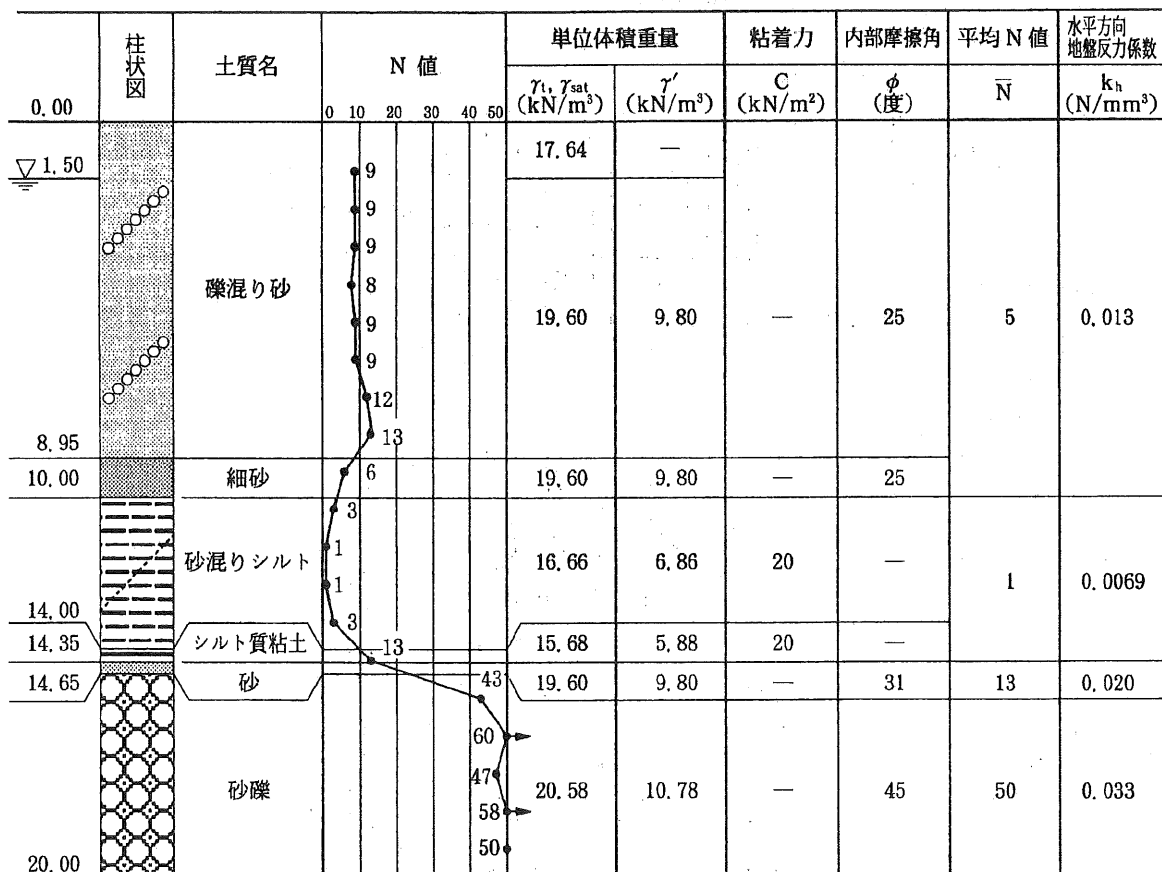 柱状図 土質名 N 値 単位体積重量 粘着力 内部摩擦角 平均 N 値 水平方向地盤反力係数
γt, γsat (kN/m³) γ′ (kN/m³) C (kN/m²) φ (度) N̄ kh (N/mm³)
0.00 0 10 20 30 40 50
17.64 —
▽ 1.50 9
9
9
礫混り砂 8
9 19.60 9.80 — 25 5 0.013
9
12
8.95 13
10.00 細砂 6 19.60 9.80 — 25
3
砂混りシルト 1 16.66 6.86 20 —
1 1 0.0069
14.00 3
14.35 シルト質粘土 13 15.68 5.88 20 —
14.65 砂 43 19.60 9.80 — 31 13 0.020
60
砂礫 47 20.58 10.78 — 45 50 0.033
58
50
20.00